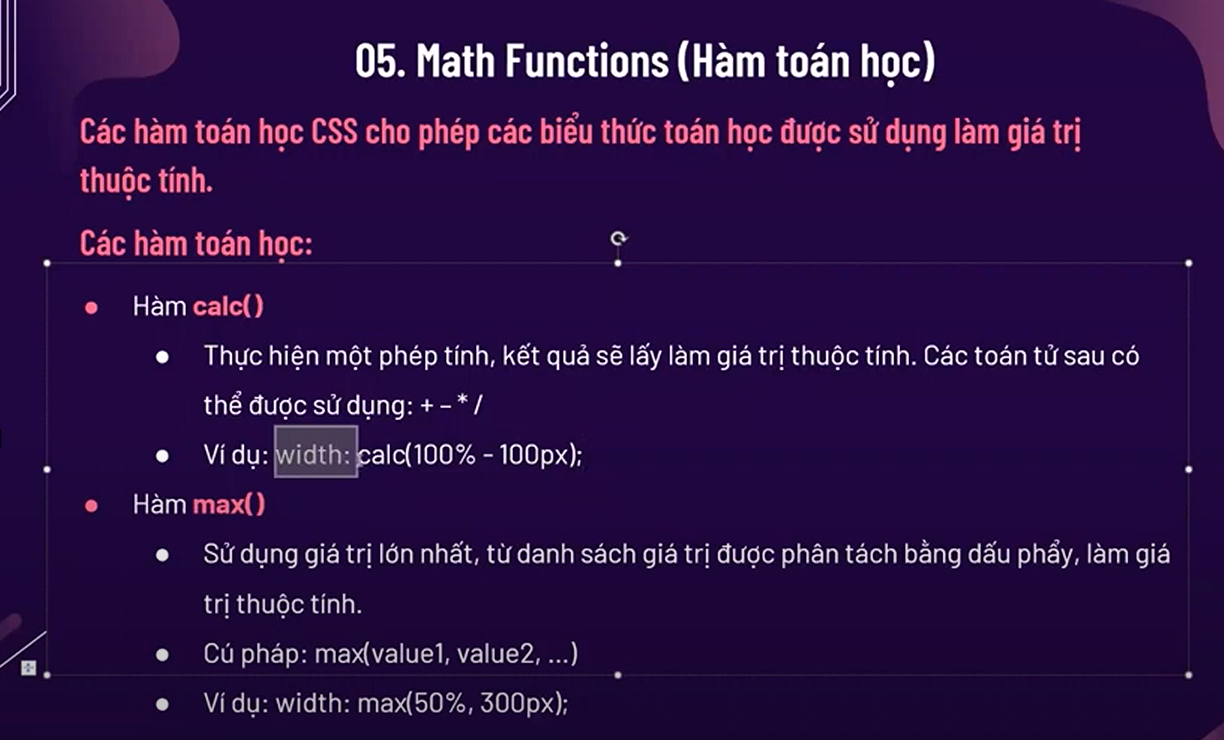 05. Math Functions (Hàm toán học)
Các hàm toán học CSS cho phép các biểu thức toán học được sử dụng làm giá trị
thuộc tính.
Các hàm toán học:
Hàm calc()
Thực hiện một phép tính, kết quả sẽ lấy làm giá trị thuộc tính. Các toán tử sau có
thể được sử dụng: + – * /
Ví dụ: width: calc(100% - 100px);
Hàm max()
Sử dụng giá trị lớn nhất, từ danh sách giá trị được phân tách bằng dấu phẩy, làm giá
trị thuộc tính.
Cú pháp: max(value1, value2, ...)
Ví dụ: width: max(50%, 300px);